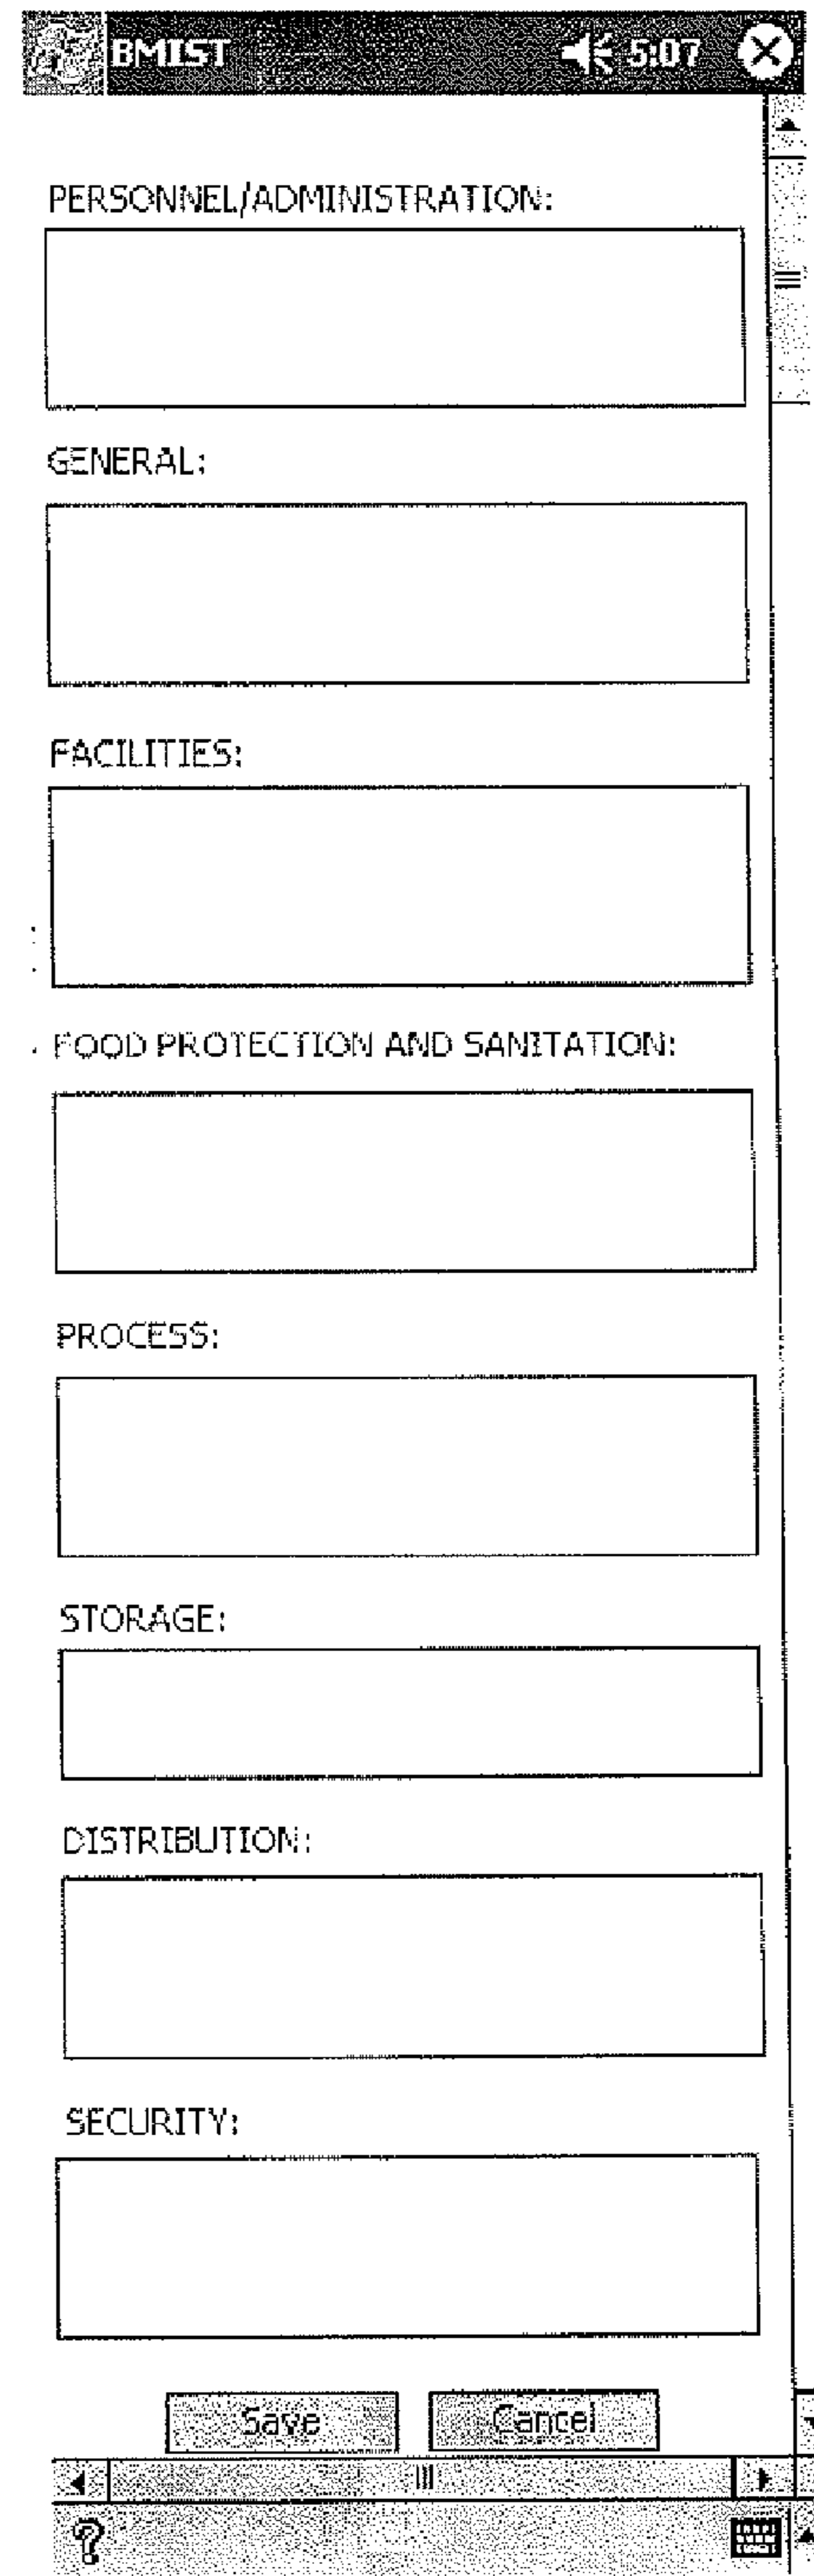 BMIST 5:07
PERSONNEL/ADMINISTRATION:
GENERAL:
FACILITIES:
FOOD PROTECTION AND SANITATION:
PROCESS:
STORAGE:
DISTRIBUTION:
SECURITY:
Save Cancel
?